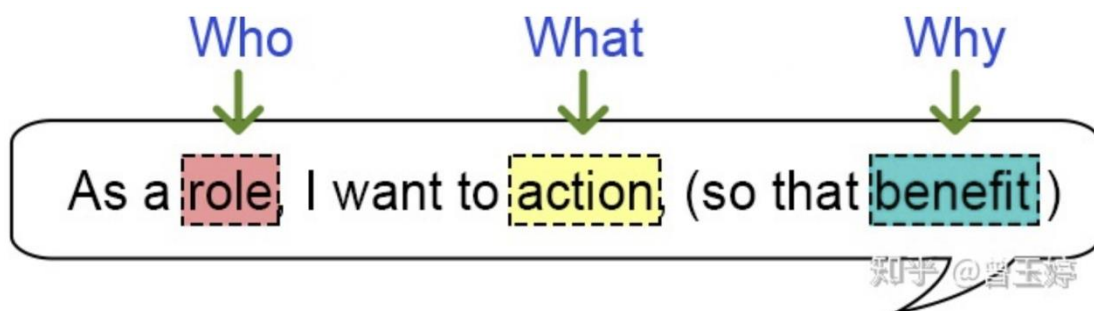 Who What Why
As a role, I want to action, (so that benefit)
知乎 @曾玉婷